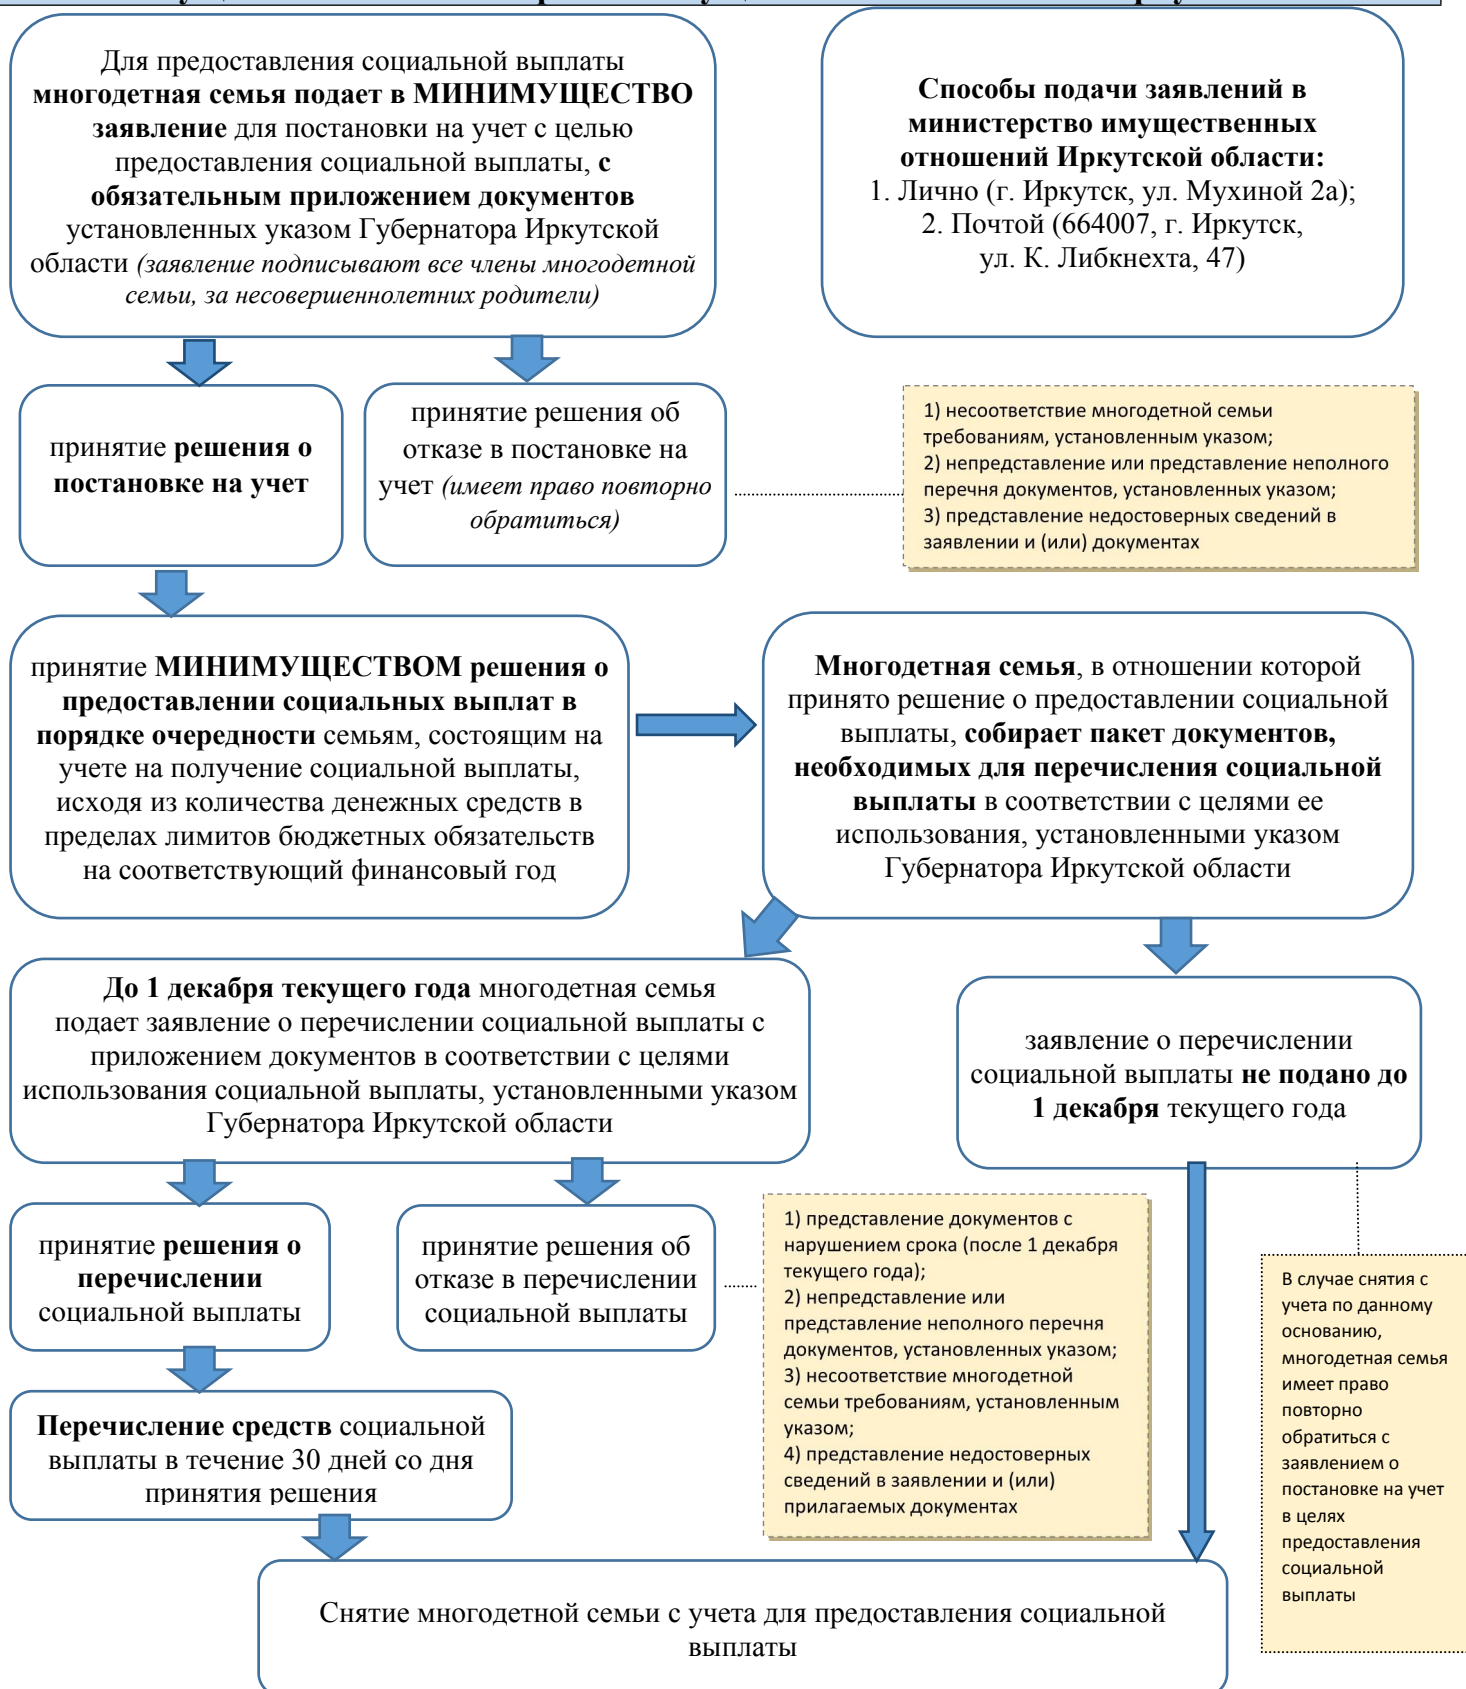 Для предоставления социальной выплаты
многодетная семья подает в МИНИМУЩЕСТВО
заявление для постановки на учет с целью
предоставления социальной выплаты, с
обязательным приложением документов
установленных указом Губернатора Иркутской
области (заявление подписывают все члены многодетной
семьи, за несовершеннолетних родители)
Способы подачи заявлений в
министерство имущественных
отношений Иркутской области:
1. Лично (г. Иркутск, ул. Мухиной 2а);
2. Почтой (664007, г. Иркутск,
ул. К. Либкнехта, 47)
принятие решения о
постановке на учет
принятие решения об
отказе в постановке на
учет (имеет право повторно
обратиться)
1) несоответствие многодетной семьи
требованиям, установленным указом;
2) непредставление или представление неполного
перечня документов, установленных указом;
3) представление недостоверных сведений в
заявлении и (или) документах
принятие МИНИМУЩЕСТВОМ решения о
предоставлении социальных выплат в
порядке очередности семьям, состоящим на
учете на получение социальной выплаты,
исходя из количества денежных средств в
пределах лимитов бюджетных обязательств
на соответствующий финансовый год
Многодетная семья, в отношении которой
принято решение о предоставлении социальной
выплаты, собирает пакет документов,
необходимых для перечисления социальной
выплаты в соответствии с целями ее
использования, установленными указом
Губернатора Иркутской области
До 1 декабря текущего года многодетная семья
подает заявление о перечислении социальной выплаты с
приложением документов в соответствии с целями
использования социальной выплаты, установленными указом
Губернатора Иркутской области
заявление о перечислении
социальной выплаты не подано до
1 декабря текущего года
принятие решения о
перечислении
социальной выплаты
принятие решения об
отказе в перечислении
социальной выплаты
1) представление документов с
нарушением срока (после 1 декабря
текущего года);
2) непредставление или
представление неполного перечня
документов, установленных указом;
3) несоответствие многодетной
семьи требованиям, установленным
указом;
4) представление недостоверных
сведений в заявлении и (или)
прилагаемых документах
В случае снятия с
учета по данному
основанию,
многодетная семья
имеет право
повторно
обратиться с
заявлением о
постановке на учет
в целях
предоставления
социальной
выплаты
Перечисление средств социальной
выплаты в течение 30 дней со дня
принятия решения
Снятие многодетной семьи с учета для предоставления социальной
выплаты